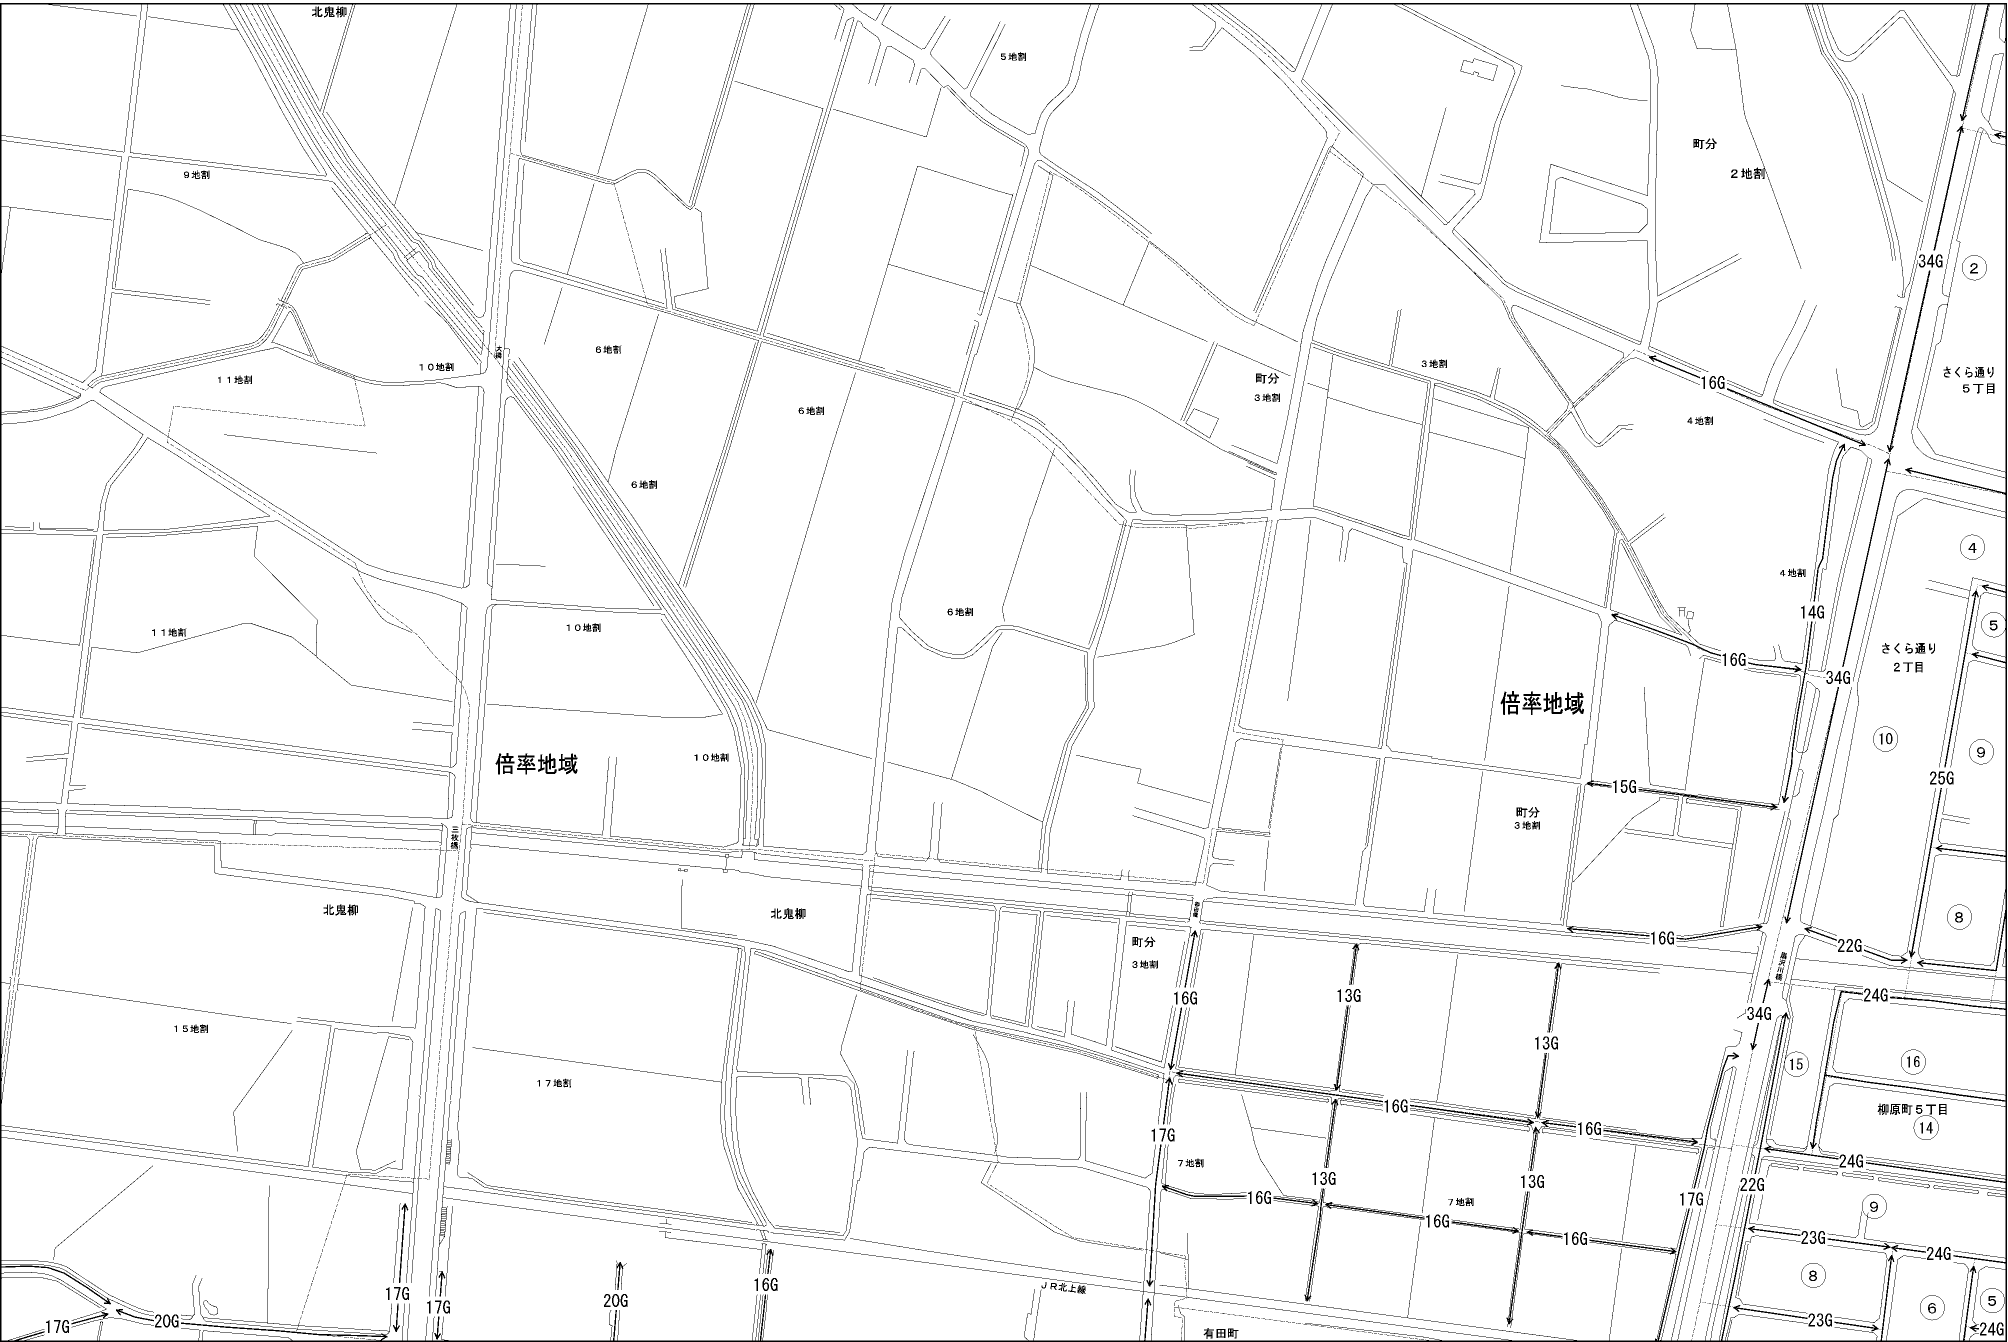 北鬼柳
5地割
町分
2地割
9地割
34G
2
大橋
6地割
10地割
11地割
3地割
町分
3地割
16G
さくら通り
5丁目
6地割
4地割
6地割
4
4地割
14G
5
6地割
10地割
11地割
さくら通り
2丁目
16G
34G
倍率地域
10
9
倍率地域
10地割
25G
15G
町分
3地割
三枚橋
北鬼柳
北鬼柳
8
町分
3地割
16G
22G
黒沢川橋
16G
13G
24G
34G
15地割
13G
15
16
17地割
16G
柳原町5丁目
14
16G
17G
7地割
24G
13G
13G
22G
16G
7地割
17G
9
16G
16G
23G
24G
JR北上線
16G
17G
17G
20G
8
5
6
17G
20G
23G
24G
有田町